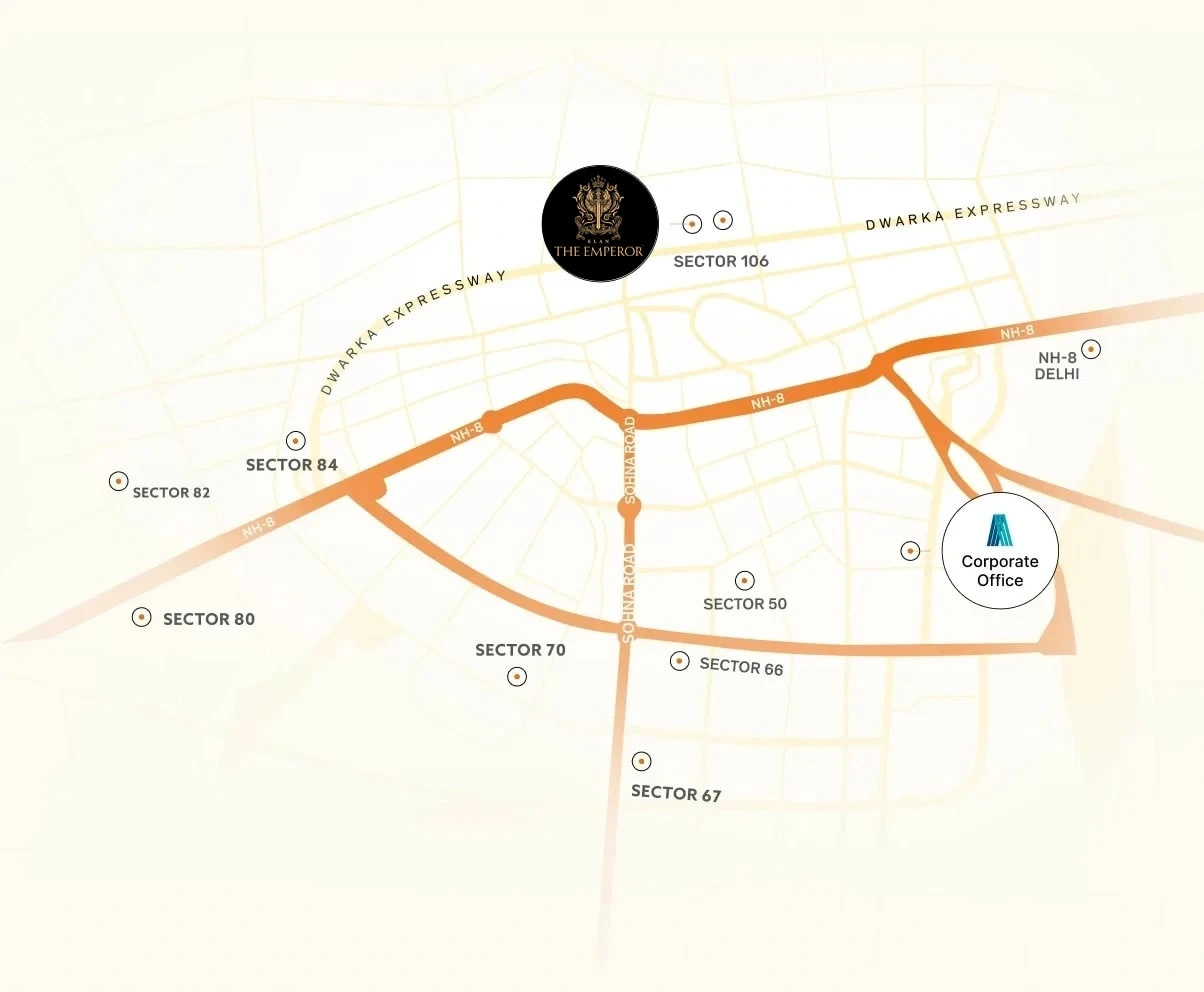 ELAN
THE EMPEROR
DWARKA EXPRESSWAY
SECTOR 106
DWARKA EXPRESSWAY
NH-8
NH-8
DELHI
NH-8
NH-8
SOHNA ROAD
SECTOR 84
SECTOR 82
NH-8
Corporate
Office
SOHNA ROAD
SECTOR 50
SECTOR 80
SECTOR 70
SECTOR 66
SECTOR 67